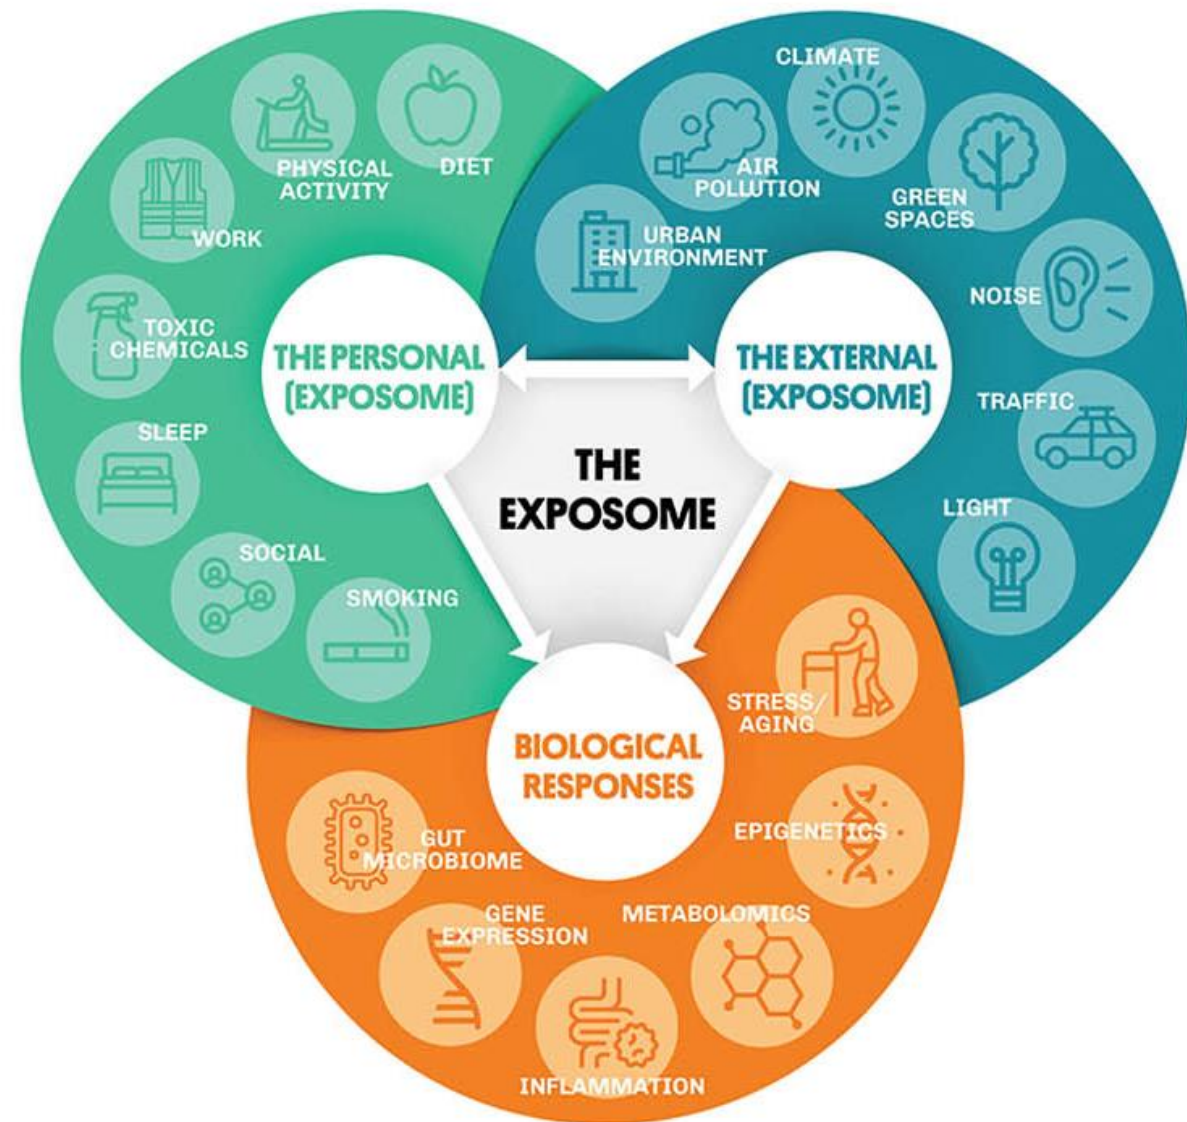 CLIMATE
AIR
POLLUTION
GREEN
SPACES
URBAN
ENVIRONMENT
NOISE
TRAFFIC
LIGHT
THE EXTERNAL
(EXPOSOME)
DIET
PHYSICAL
ACTIVITY
WORK
TOXIC
CHEMICALS
SLEEP
SOCIAL
SMOKING
THE PERSONAL
(EXPOSOME)
THE
EXPOSOME
BIOLOGICAL
RESPONSES
STRESS/
AGING
EPIGENETICS
METABOLOMICS
INFLAMMATION
GENE
EXPRESSION
GUT
MICROBIOME